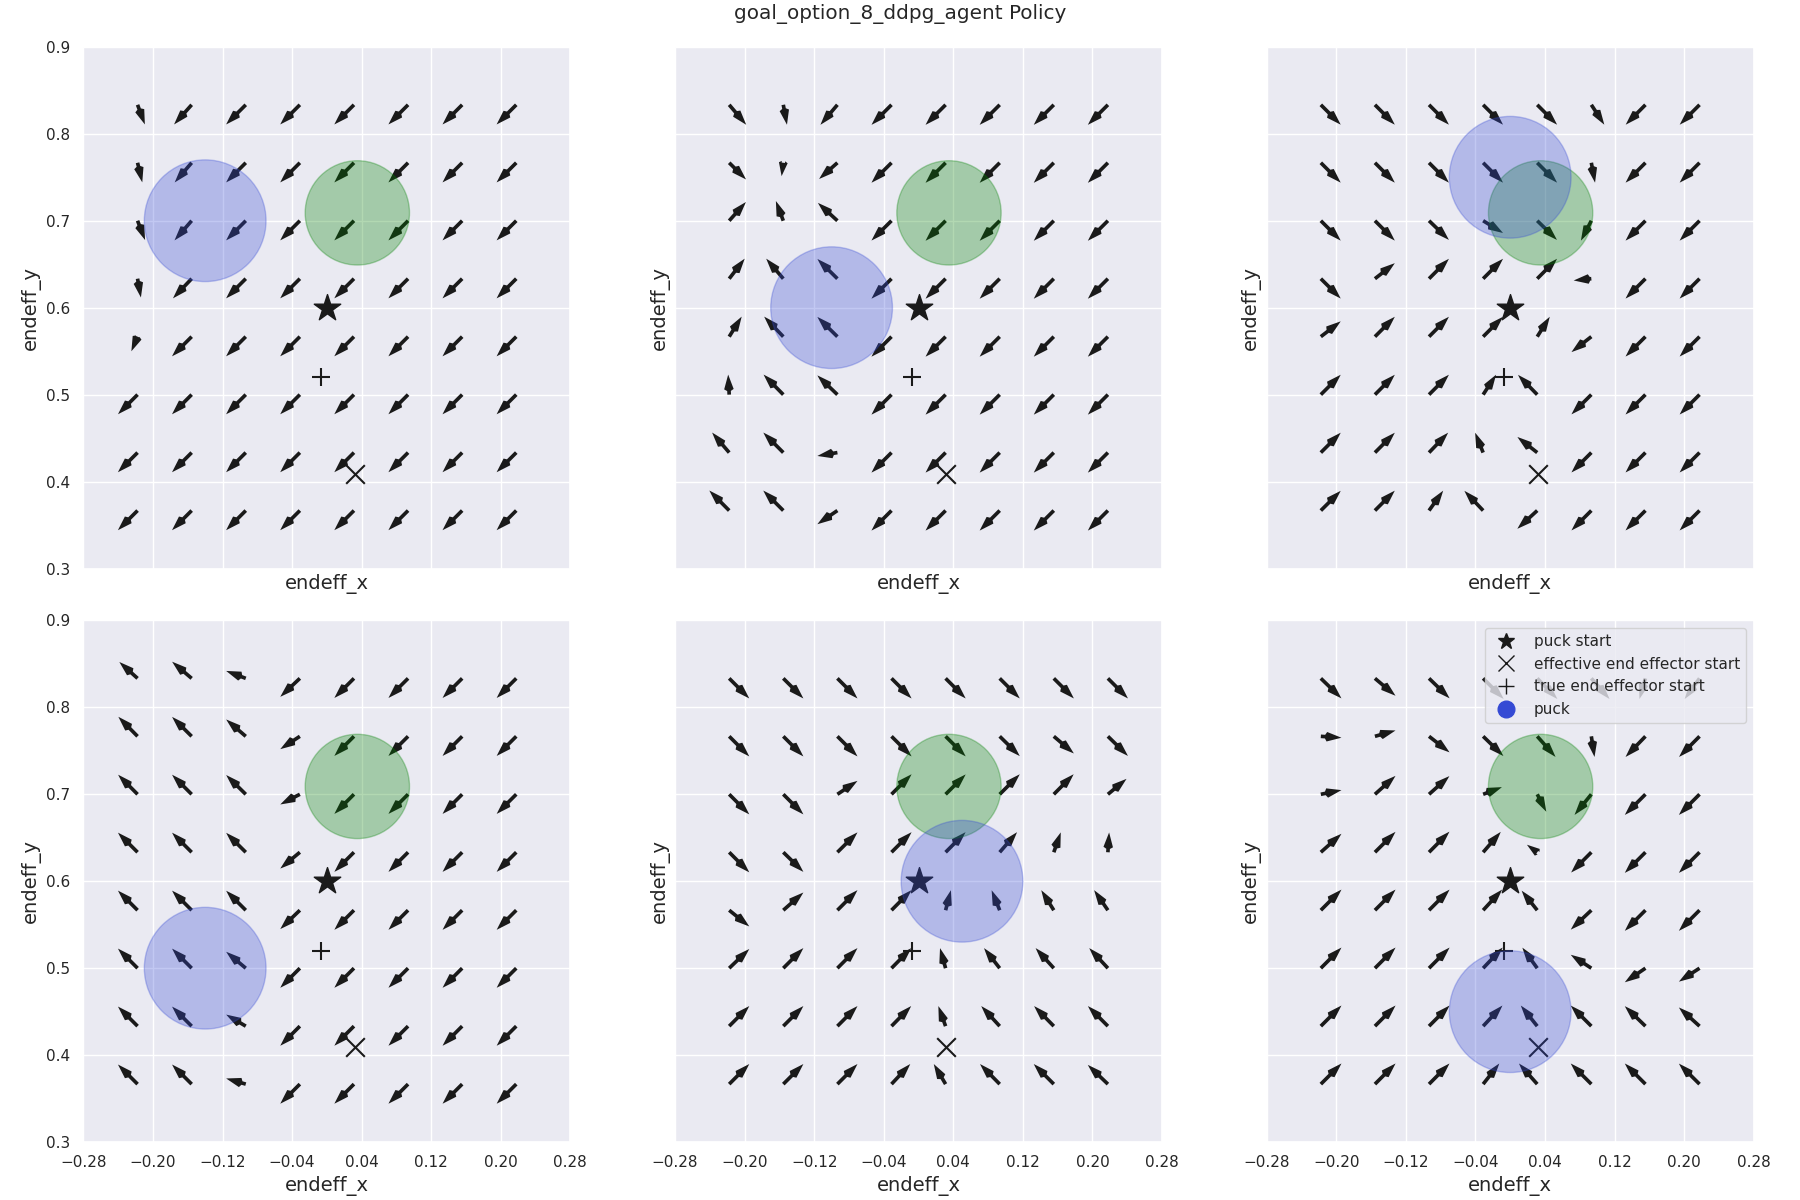 goal_option_8_ddpg_agent Policy
0.9
0.8
0.7
0.6
0.5
0.4
0.3
endeff_y
endeff_x
endeff_y
endeff_x
endeff_y
endeff_x
0.9
0.8
0.7
0.6
0.5
0.4
0.3
endeff_y
−0.28 −0.20 −0.12 −0.04 0.04 0.12 0.20 0.28
endeff_x
endeff_y
−0.28 −0.20 −0.12 −0.04 0.04 0.12 0.20 0.28
endeff_x
endeff_y
puck start
effective end effector start
true end effector start
puck
−0.28 −0.20 −0.12 −0.04 0.04 0.12 0.20 0.28
endeff_x